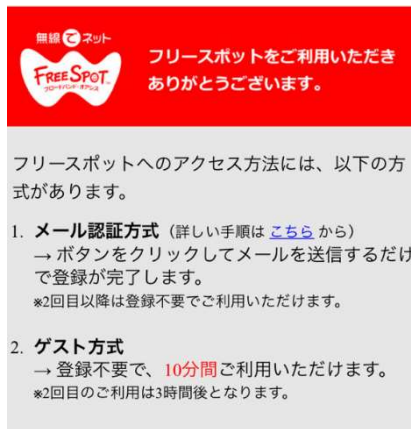 無線でネット
FREESPOT
ブロードバンド・オアシス
フリースポットをご利用いただき
ありがとうございます。
フリースポットへのアクセス方法には、以下の方
式があります。
1. メール認証方式（詳しい手順は こちら から）
→ ボタンをクリックしてメールを送信するだけ
で登録が完了します。
※2回目以降は登録不要でご利用いただけます。
2. ゲスト方式
→ 登録不要で、10分間ご利用いただけます。
※2回目のご利用は3時間後となります。